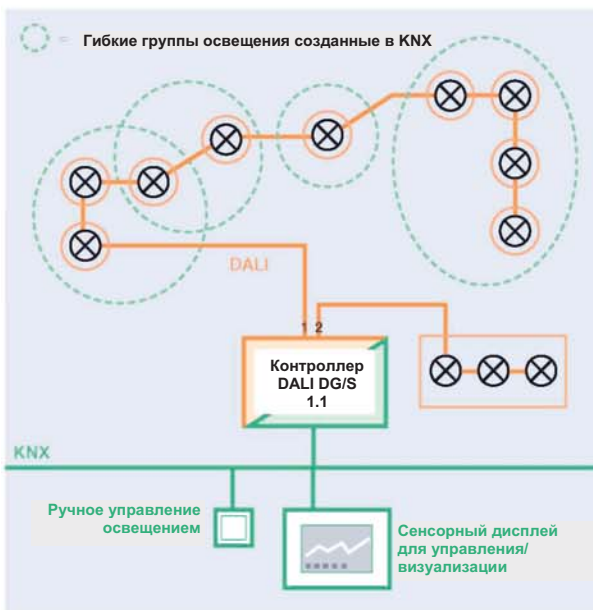 = Гибкие группы освещения созданные в KNX
DALI
1 2
Контроллер
DALI DG/S
1.1
KNX
Ручное управление
освещением
Сенсорный дисплей
для управления/
визуализации